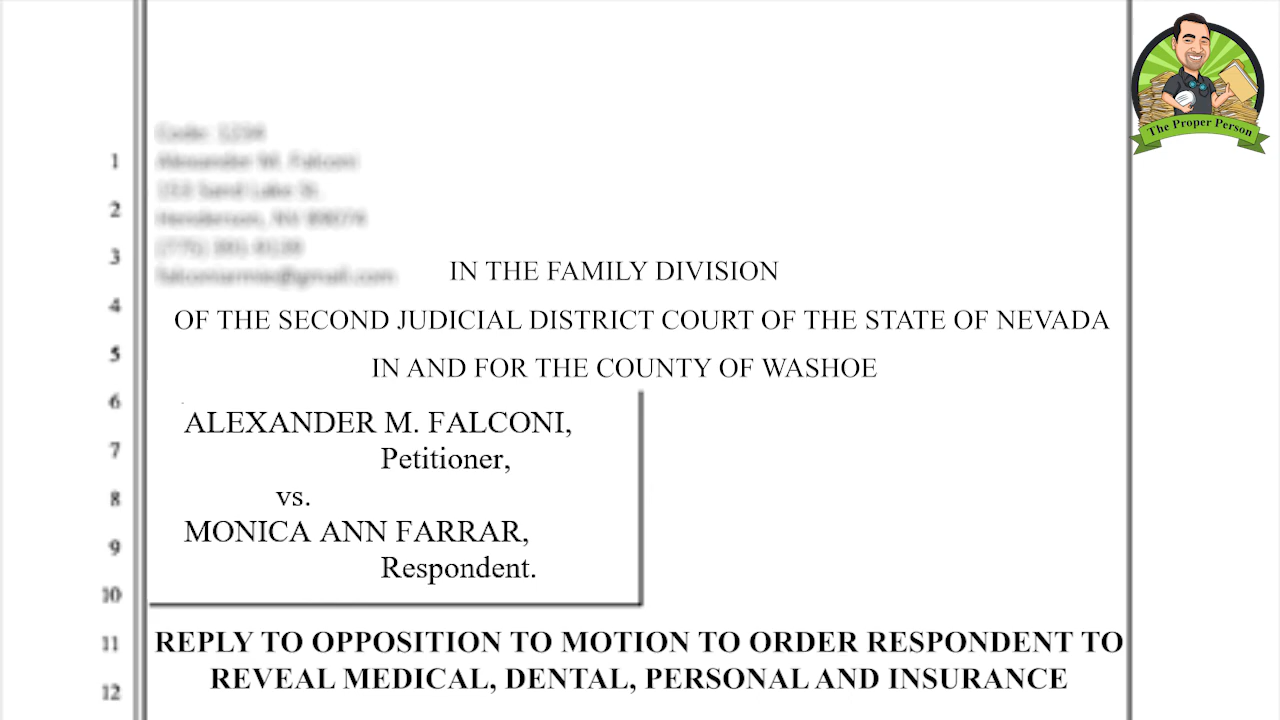 The Proper Person
1
2
3
IN THE FAMILY DIVISION
4
OF THE SECOND JUDICIAL DISTRICT COURT OF THE STATE OF NEVADA
5
IN AND FOR THE COUNTY OF WASHOE
6
ALEXANDER M. FALCONI,
7
Petitioner,
8
vs.
9
MONICA ANN FARRAR,
Respondent.
10
11
REPLY TO OPPOSITION TO MOTION TO ORDER RESPONDENT TO
12
REVEAL MEDICAL, DENTAL, PERSONAL AND INSURANCE